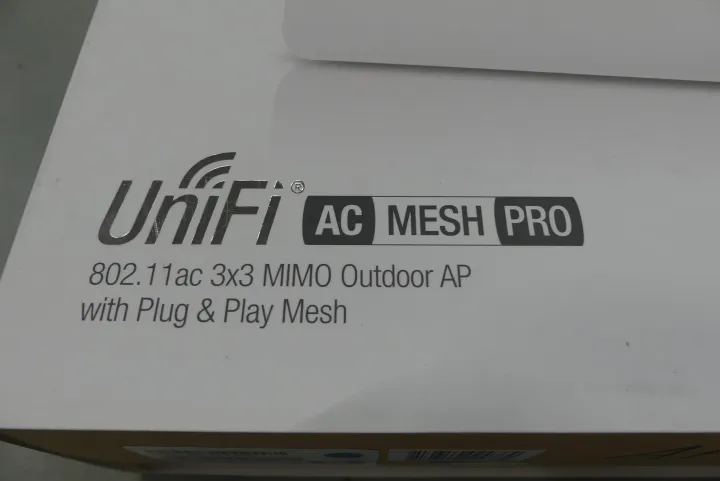 UniFi® AC MESH PRO
802.11ac 3x3 MIMO Outdoor AP
with Plug & Play Mesh